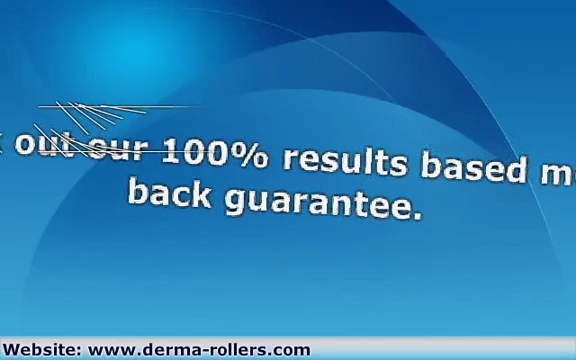 out our 100% results based
back guarantee.
Website: www.derma-rollers.com